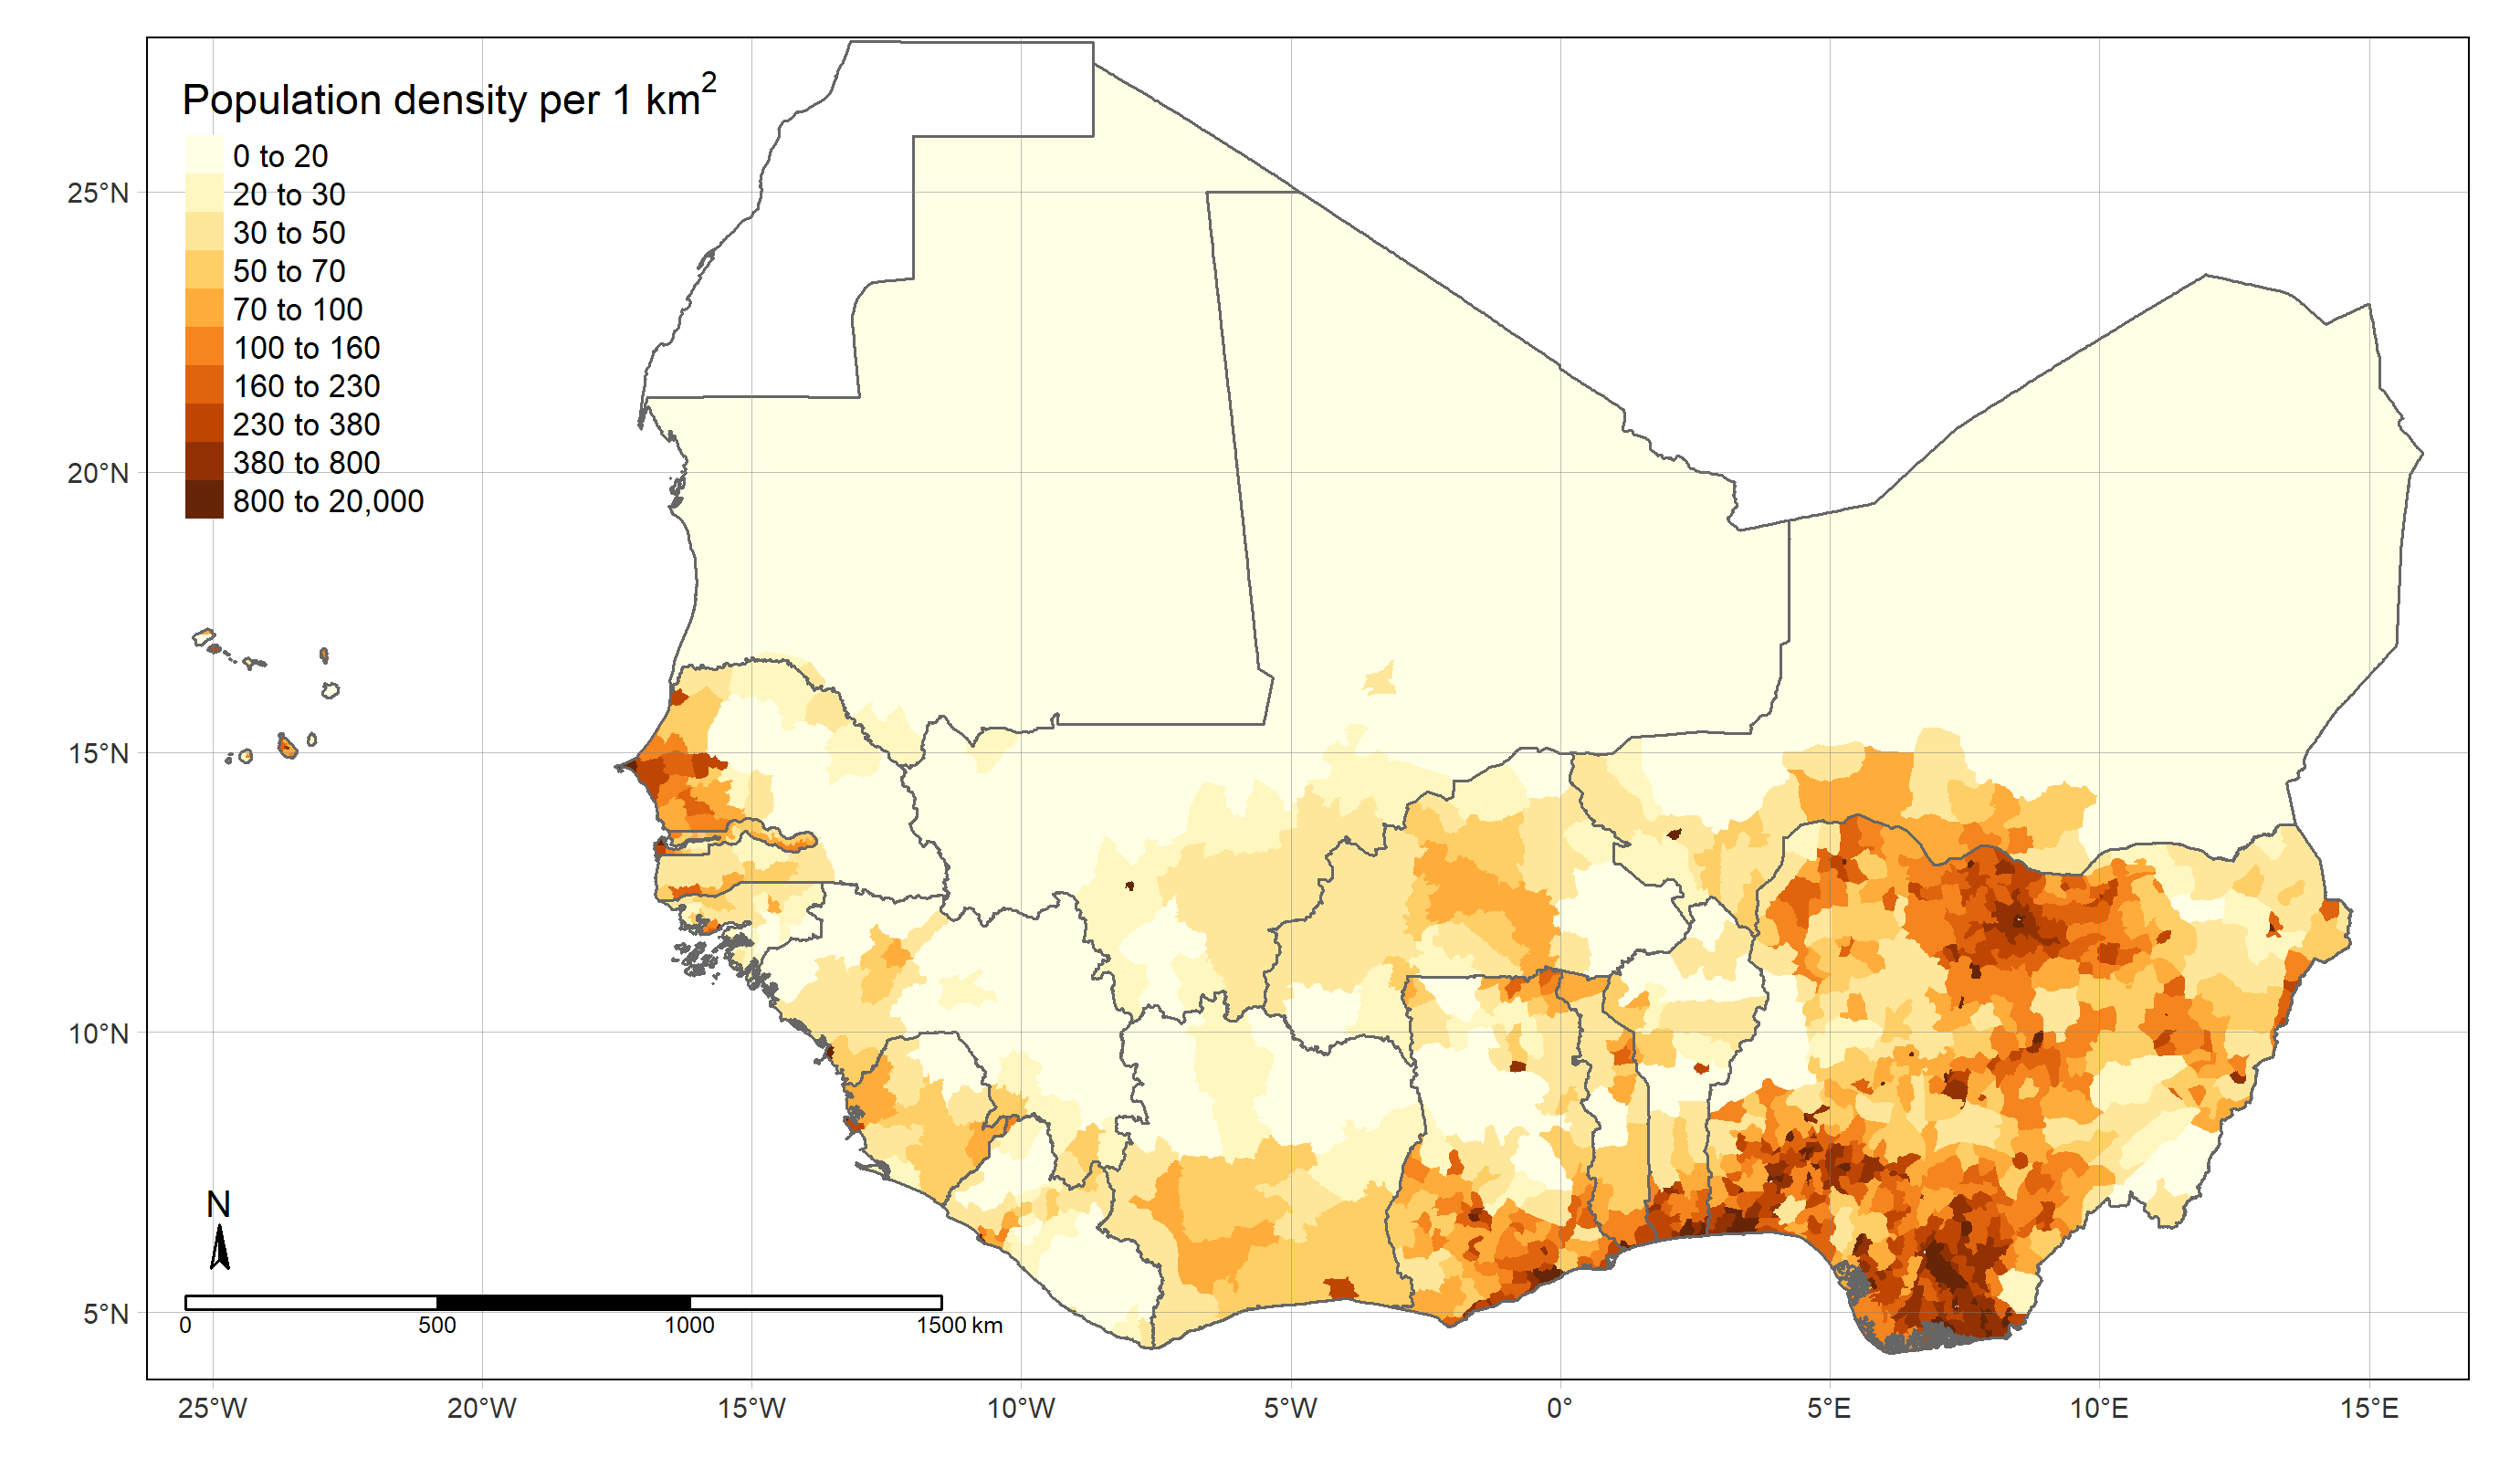 Population density per 1 km²
0 to 20
20 to 30
30 to 50
50 to 70
70 to 100
100 to 160
160 to 230
230 to 380
380 to 800
800 to 20,000
25°N
20°N
15°N
10°N
5°N
N
0 500 1000 1500 km
25°W 20°W 15°W 10°W 5°W 0° 5°E 10°E 15°E